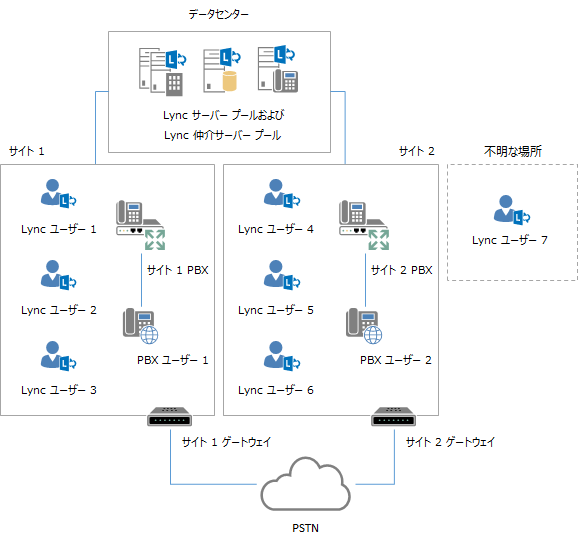 データセンター
Lync サーバー プールおよび
Lync 仲介サーバー プール
サイト 1
サイト 2
不明な場所
Lync ユーザー 1
Lync ユーザー 4
Lync ユーザー 7
サイト 1 PBX
サイト 2 PBX
Lync ユーザー 2
Lync ユーザー 5
PBX ユーザー 1
PBX ユーザー 2
Lync ユーザー 3
Lync ユーザー 6
サイト 1 ゲートウェイ
サイト 2 ゲートウェイ
PSTN